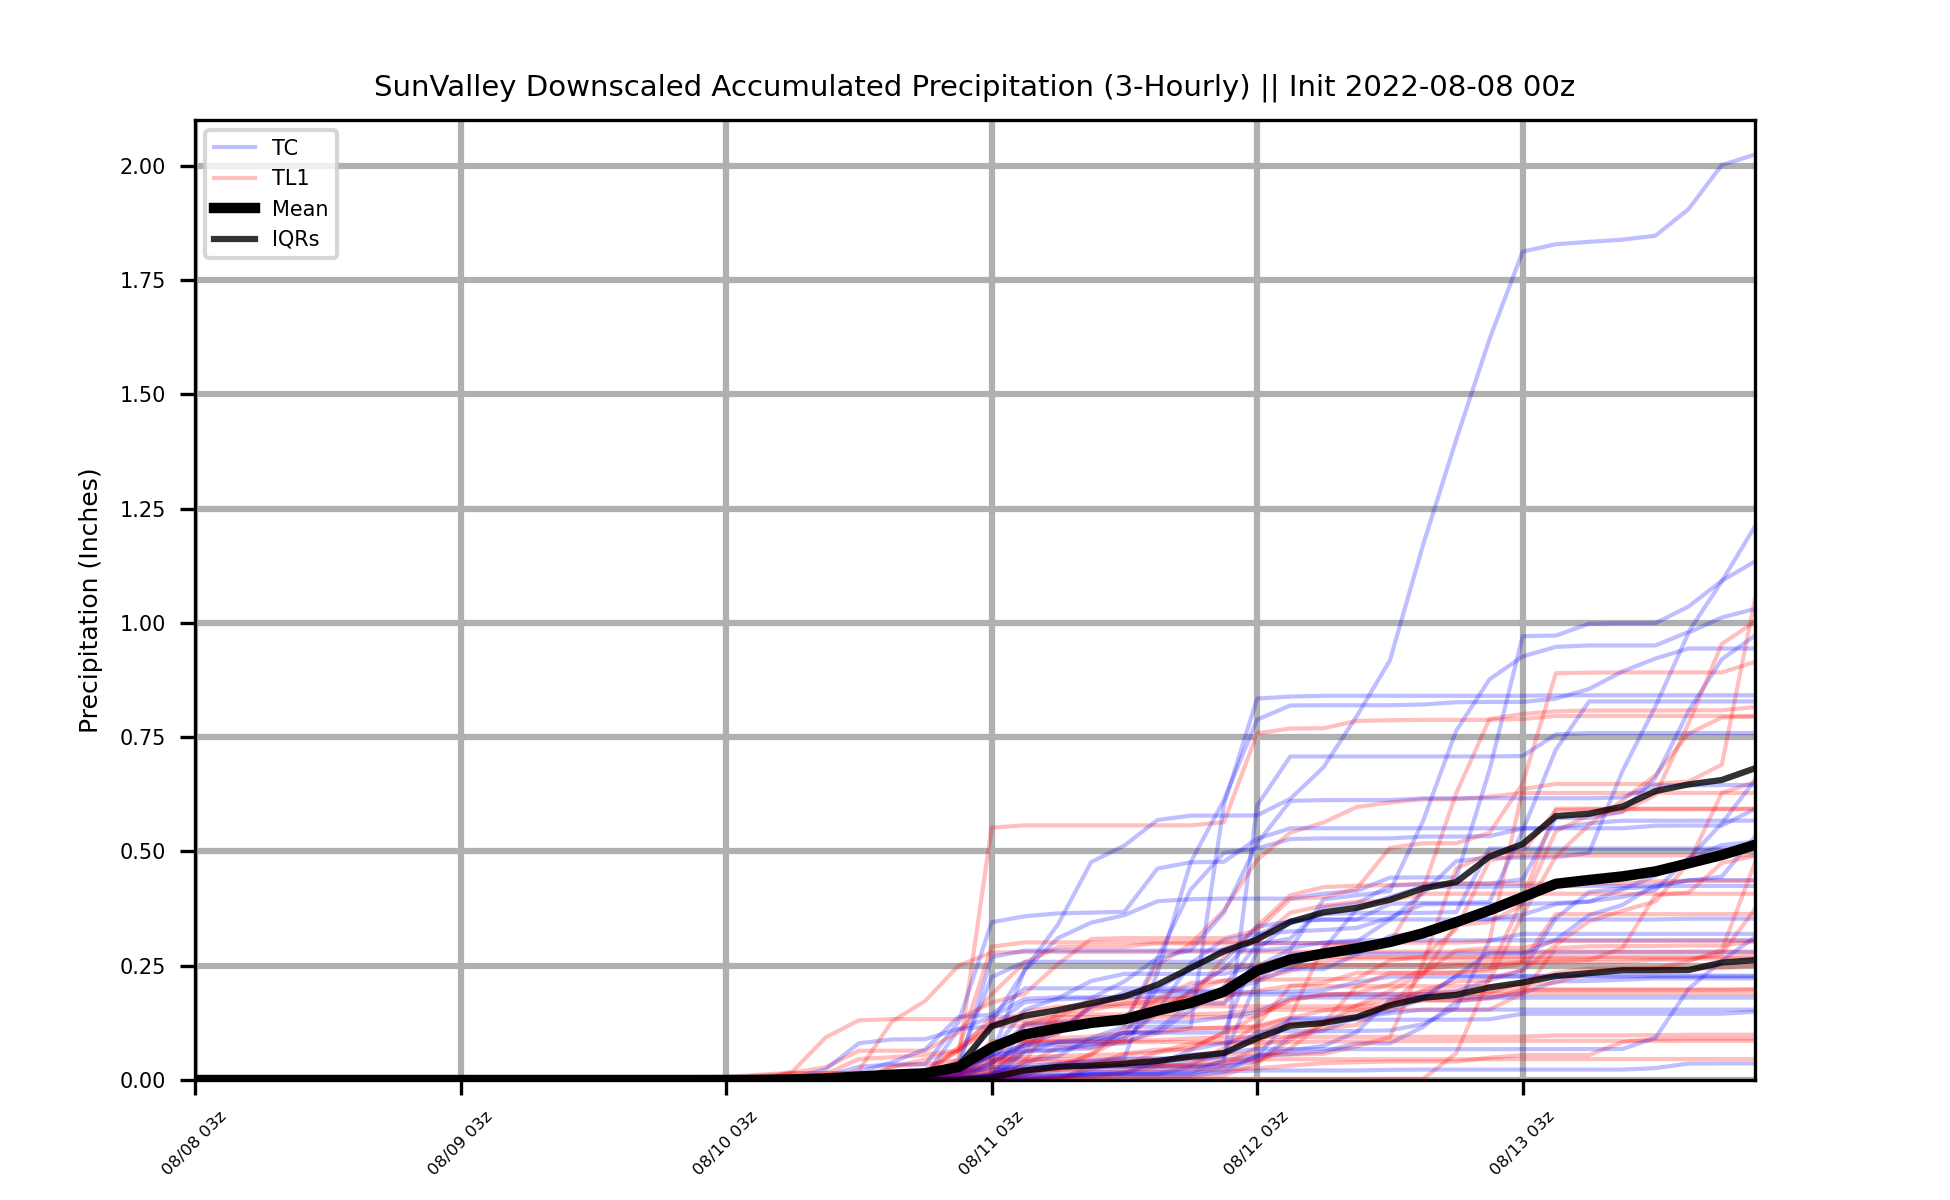 SunValley Downscaled Accumulated Precipitation (3-Hourly) || Init 2022-08-08 00z
TC
TL1
Mean
IQRs
Precipitation (Inches)
2.00
1.75
1.50
1.25
1.00
0.75
0.50
0.25
0.00
08/08 03z
08/09 03z
08/10 03z
08/11 03z
08/12 03z
08/13 03z